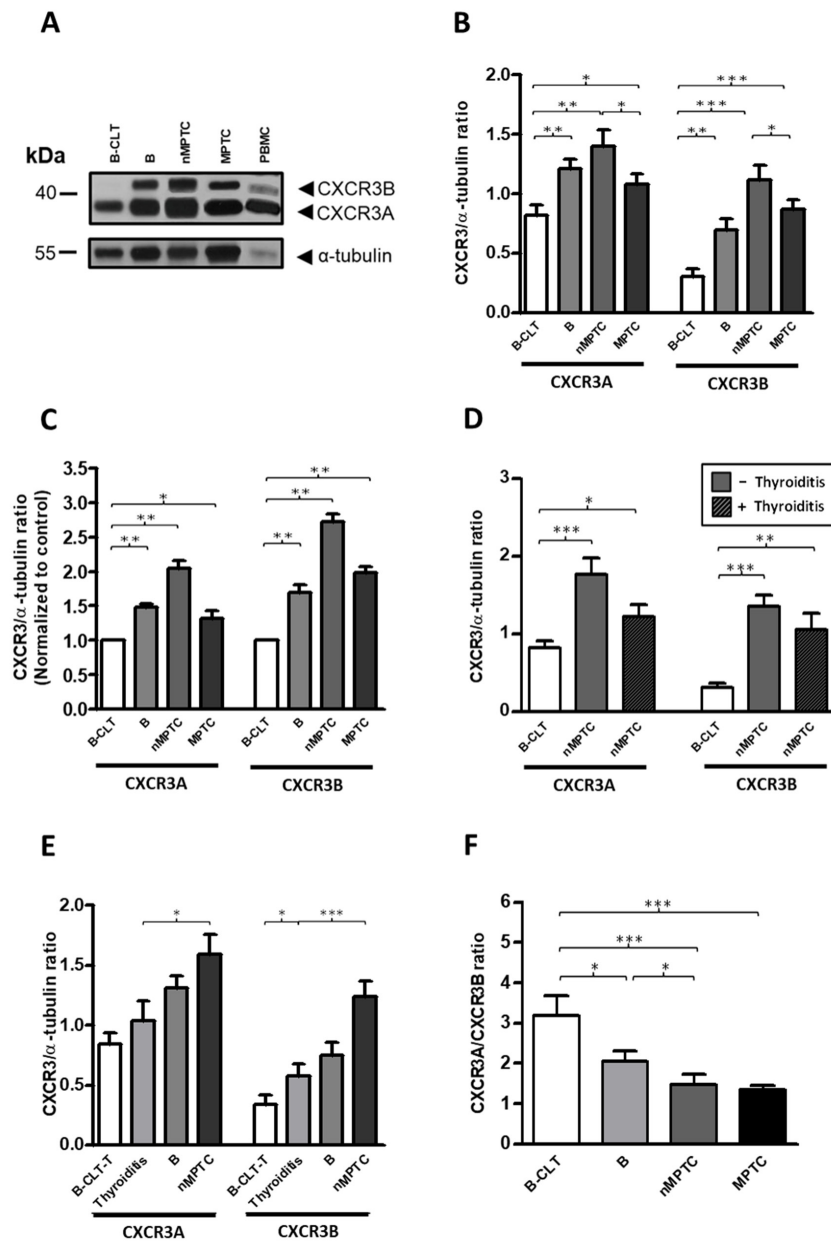 A
B-CLT
B
nMPTC
MPTC
PBMC
kDa
40
CXCR3B
CXCR3A
55
α-tubulin
B
CXCR3/α-tubulin ratio
2.0
1.5
1.0
0.5
0.0
*
** *
**
***
***
** *
B-CLT B nMPTC MPTC B-CLT B nMPTC MPTC
CXCR3A CXCR3B
C
CXCR3/α-tubulin ratio
(Normalized to control)
3.5
3.0
2.5
2.0
1.5
1.0
0.5
0.0
*
**
**
**
**
**
B-CLT B nMPTC MPTC B-CLT B nMPTC MPTC
CXCR3A CXCR3B
D
CXCR3/α-tubulin ratio
3
2
1
0
− Thyroiditis
+ Thyroiditis
*
***
**
***
B-CLT nMPTC nMPTC B-CLT nMPTC nMPTC
CXCR3A CXCR3B
E
CXCR3/α-tubulin ratio
2.0
1.5
1.0
0.5
0.0
* * ***
B-CLT-T Thyroiditis B nMPTC B-CLT-T Thyroiditis B nMPTC
CXCR3A CXCR3B
F
CXCR3A/CXCR3B ratio
6
5
4
3
2
1
0
***
***
* *
B-CLT B nMPTC MPTC